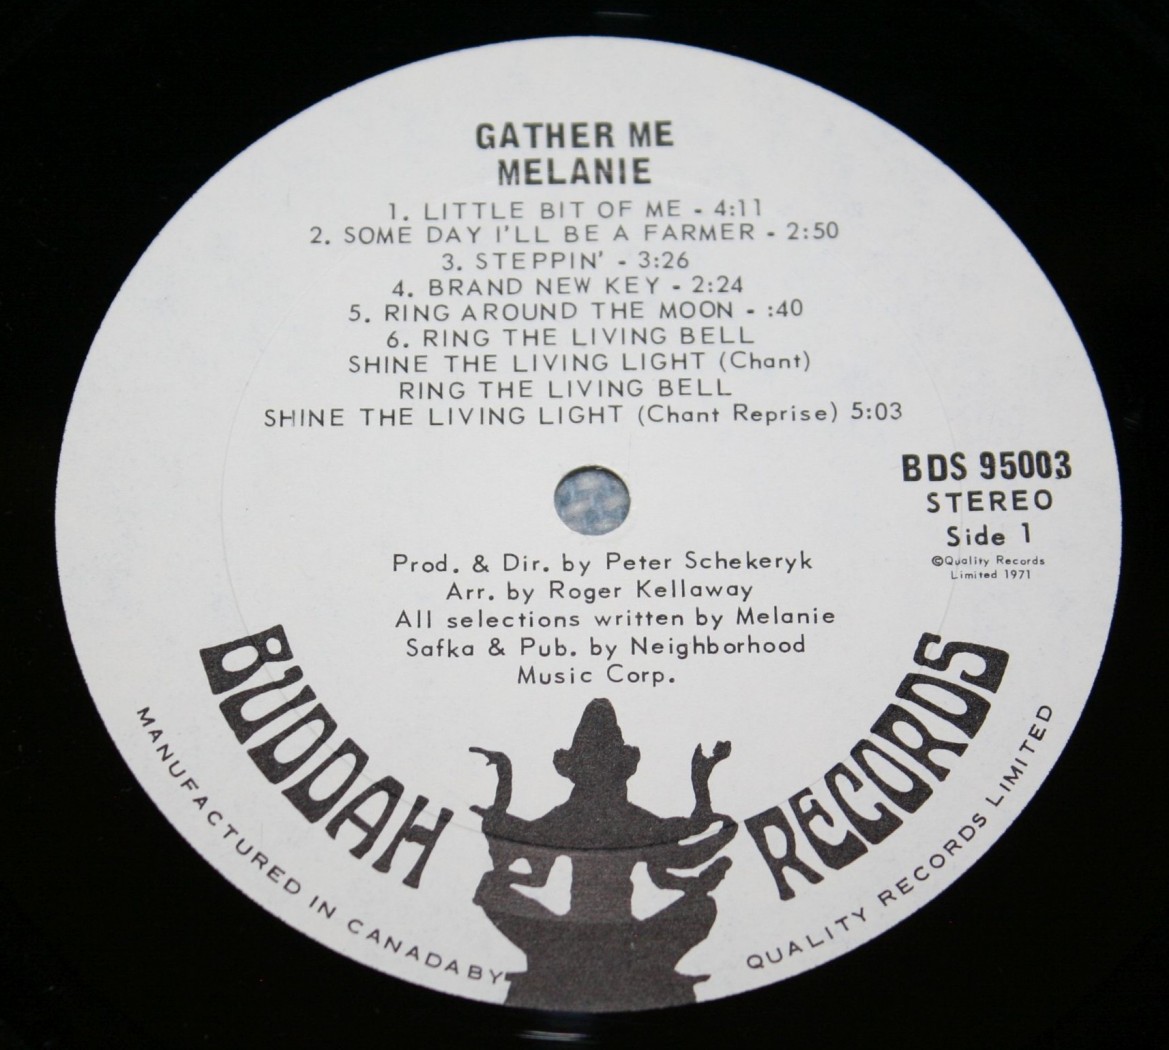 GATHER ME
MELANIE
1. LITTLE BIT OF ME - 4:11
2. SOME DAY I'LL BE A FARMER - 2:50
3. STEPPIN' - 3:26
4. BRAND NEW KEY - 2:24
5. RING AROUND THE MOON - :40
6. RING THE LIVING BELL
SHINE THE LIVING LIGHT (Chant)
RING THE LIVING BELL
SHINE THE LIVING LIGHT (Chant Reprise) 5:03
BDS 95003
STEREO
Side 1
©Quality Records
Limited 1971
Prod. & Dir. by Peter Schekeryk
Arr. by Roger Kellaway
All selections written by Melanie
Safka & Pub. by Neighborhood
Music Corp.
BUDDAH RECORDS
MANUFACTURED IN CANADA BY QUALITY RECORDS LIMITED